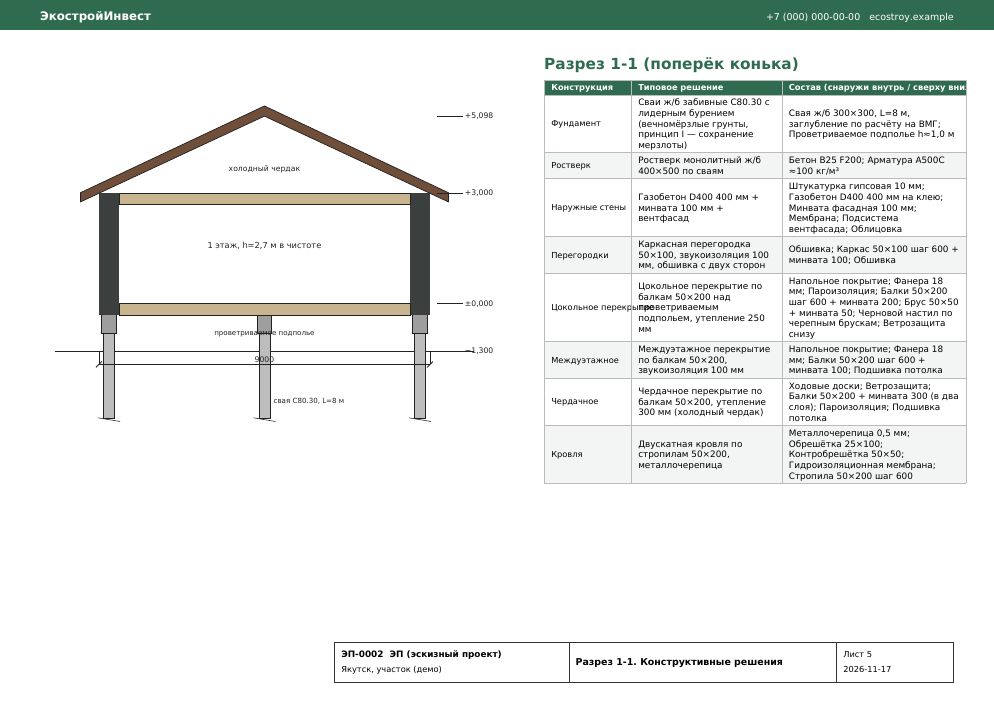 ЭкостройИнвест
+7 (000) 000-00-00 ecostroy.example
Разрез 1-1 (поперёк конька)
+5,098
холодный чердак
+3,000
1 этаж, h=2,7 м в чистоте
±0,000
проветриваемое подполье
−1,300
9000
свая С80.30, L=8 м
Конструкция
Типовое решение
Состав (снаружи внутрь / сверху вниз
Фундамент
Сваи ж/б забивные С80.30 с
лидерным бурением
(вечномёрзлые грунты,
принцип I — сохранение
мерзлоты)
Свая ж/б 300×300, L=8 м,
заглубление по расчёту на ВМГ;
Проветриваемое подполье h≈1,0 м
Ростверк
Ростверк монолитный ж/б
400×500 по сваям
Бетон B25 F200; Арматура А500С
≈100 кг/м³
Наружные стены
Газобетон D400 400 мм +
минвата 100 мм +
вентфасад
Штукатурка гипсовая 10 мм;
Газобетон D400 400 мм на клею;
Минвата фасадная 100 мм;
Мембрана; Подсистема
вентфасада; Облицовка
Перегородки
Каркасная перегородка
50×100, звукоизоляция 100
мм, обшивка с двух сторон
Обшивка; Каркас 50×100 шаг 600 +
минвата 100; Обшивка
Цокольное перекрытие
Цокольное перекрытие по
балкам 50×200 над
проветриваемым
подпольем, утепление 250
мм
Напольное покрытие; Фанера 18
мм; Пароизоляция; Балки 50×200
шаг 600 + минвата 200; Брус 50×50
+ минвата 50; Черновой настил по
черепным брускам; Ветрозащита
снизу
Междуэтажное
Междуэтажное перекрытие
по балкам 50×200,
звукоизоляция 100 мм
Напольное покрытие; Фанера 18
мм; Балки 50×200 шаг 600 +
минвата 100; Подшивка потолка
Чердачное
Чердачное перекрытие по
балкам 50×200, утепление
300 мм (холодный чердак)
Ходовые доски; Ветрозащита;
Балки 50×200 + минвата 300 (в два
слоя); Пароизоляция; Подшивка
потолка
Кровля
Двускатная кровля по
стропилам 50×200,
металлочерепица
Металлочерепица 0,5 мм;
Обрешётка 25×100;
Контробрешётка 50×50;
Гидроизоляционная мембрана;
Стропила 50×200 шаг 600
ЭП-0002 ЭП (эскизный проект)
Якутск, участок (демо)
Разрез 1-1. Конструктивные решения
Лист 5
2026-11-17